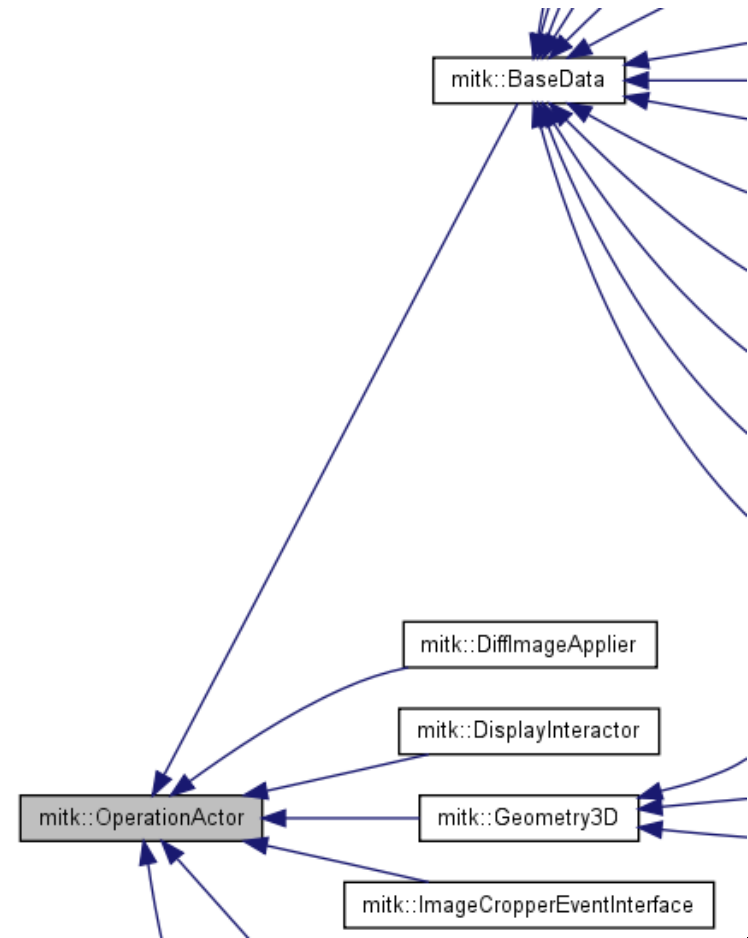 mitk::BaseData
mitk::DiffImageApplier
mitk::DisplayInteractor
mitk::OperationActor
mitk::Geometry3D
mitk::ImageCropperEventInterface